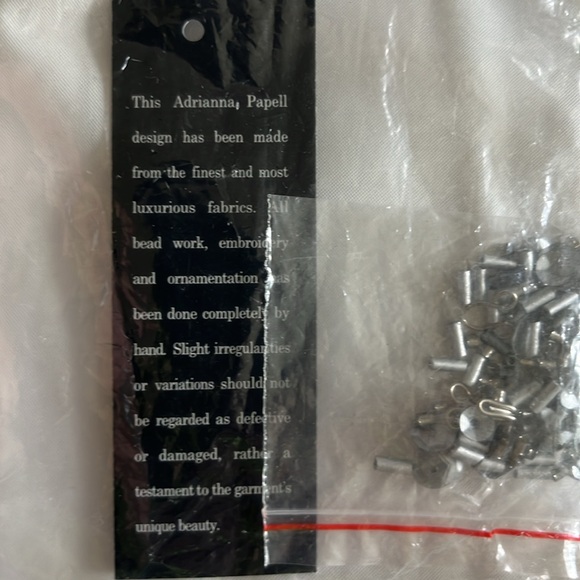 This Adrianna Papell
design has been made
from the finest and most
luxurious fabrics. All
bead work, embroidery
and ornamentation has
been done completely by
hand. Slight irregularities
or variations should not
be regarded as defective
or damaged, rather a
testament to the garment's
unique beauty.